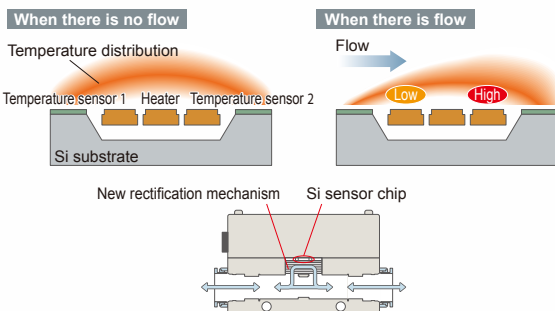 When there is no flow
When there is flow
Temperature distribution
Flow
Temperature sensor 1 Heater Temperature sensor 2
Low High
Si substrate
New rectification mechanism Si sensor chip